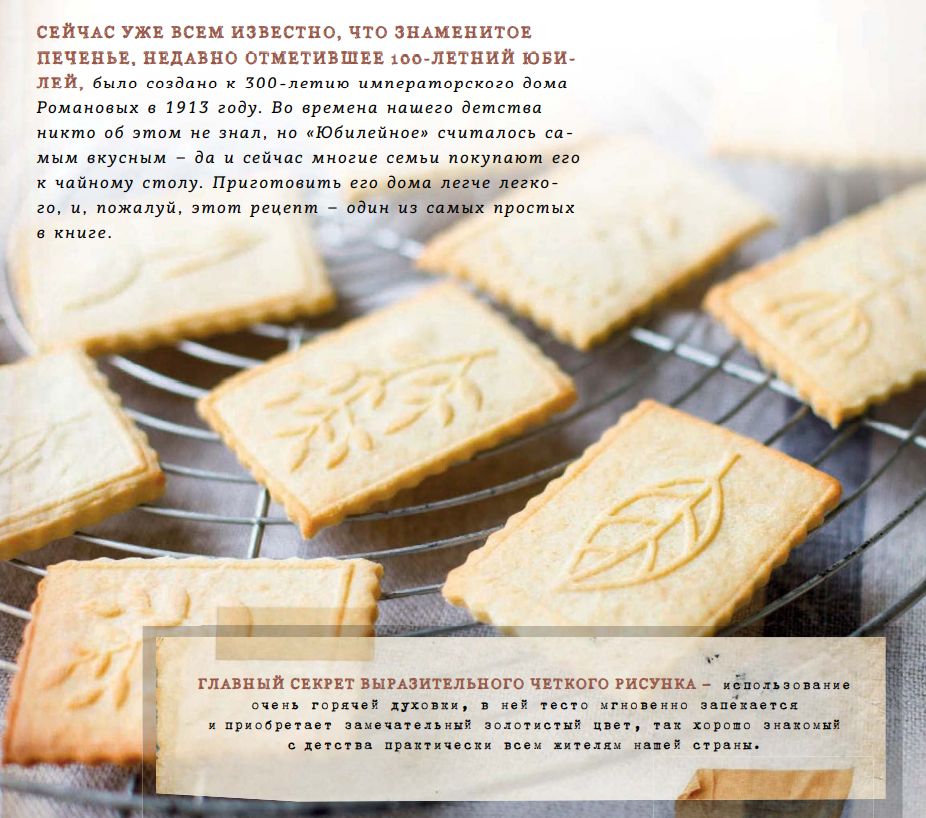 СЕЙЧАС УЖЕ ВСЕМ ИЗВЕСТНО, ЧТО ЗНАМЕНИТОЕ
ПЕЧЕНЬЕ, НЕДАВНО ОТМЕТИВШЕЕ 100-ЛЕТНИЙ ЮБИ-
ЛЕЙ, было создано к 300-летию императорского дома
Романовых в 1913 году. Во времена нашего детства
никто об этом не знал, но «Юбилейное» считалось са-
мым вкусным – да и сейчас многие семьи покупают его
к чайному столу. Приготовить его дома легче легко-
го, и, пожалуй, этот рецепт – один из самых простых
в книге.
ГЛАВНЫЙ СЕКРЕТ ВЫРАЗИТЕЛЬНОГО ЧЕТКОГО РИСУНКА – использование
очень горячей духовки, в ней тесто мгновенно запекается
и приобретает замечательный золотистый цвет, так хорошо знакомый
с детства практически всем жителям нашей страны.